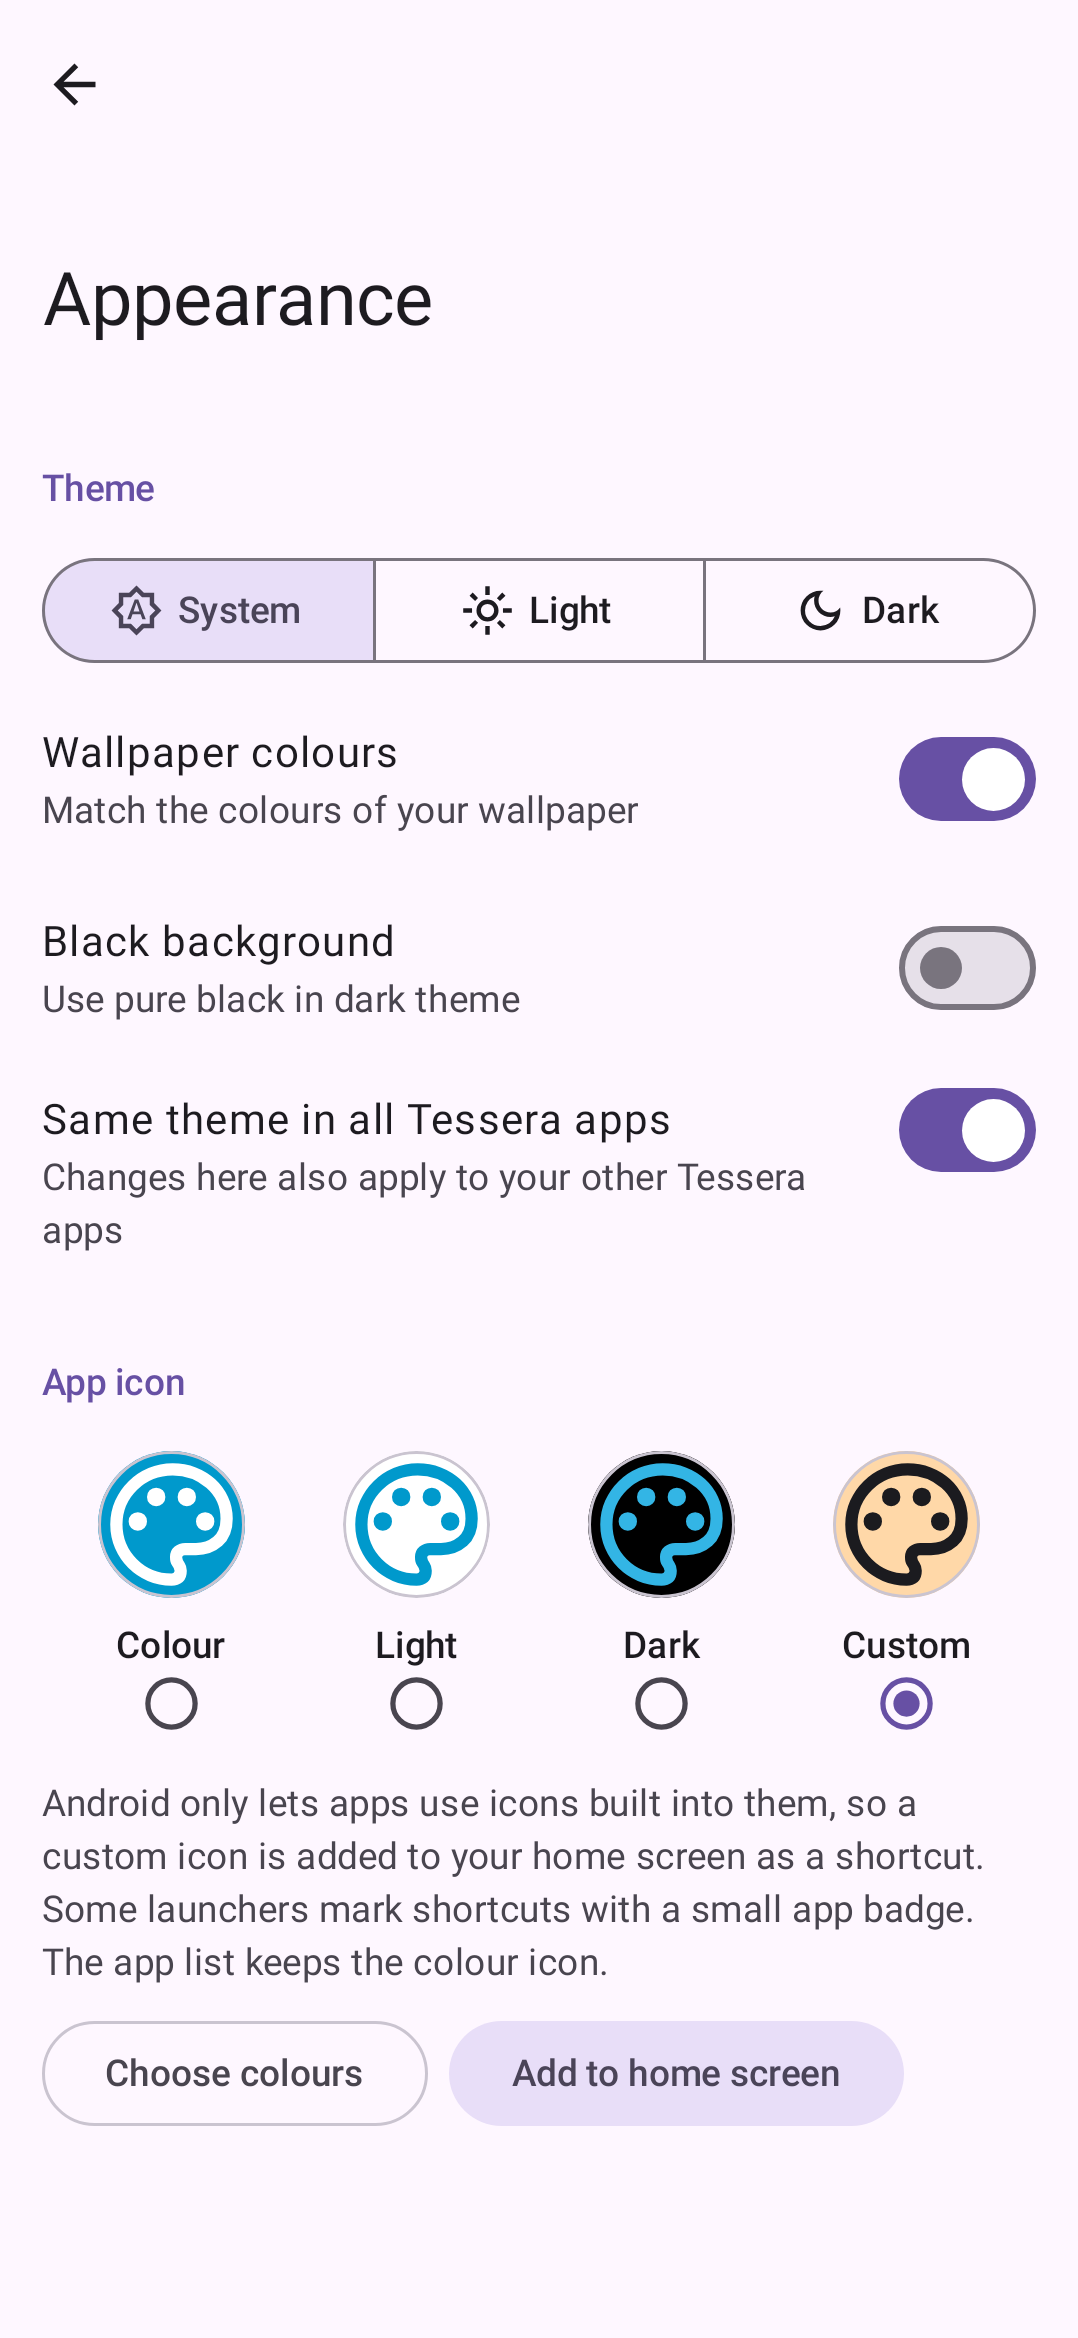 Appearance
Theme
System
Light
Dark
Wallpaper colours
Match the colours of your wallpaper
Black background
Use pure black in dark theme
Same theme in all Tessera apps
Changes here also apply to your other Tessera
apps
App icon
Colour
Light
Dark
Custom
Android only lets apps use icons built into them, so a
custom icon is added to your home screen as a shortcut.
Some launchers mark shortcuts with a small app badge.
The app list keeps the colour icon.
Choose colours
Add to home screen